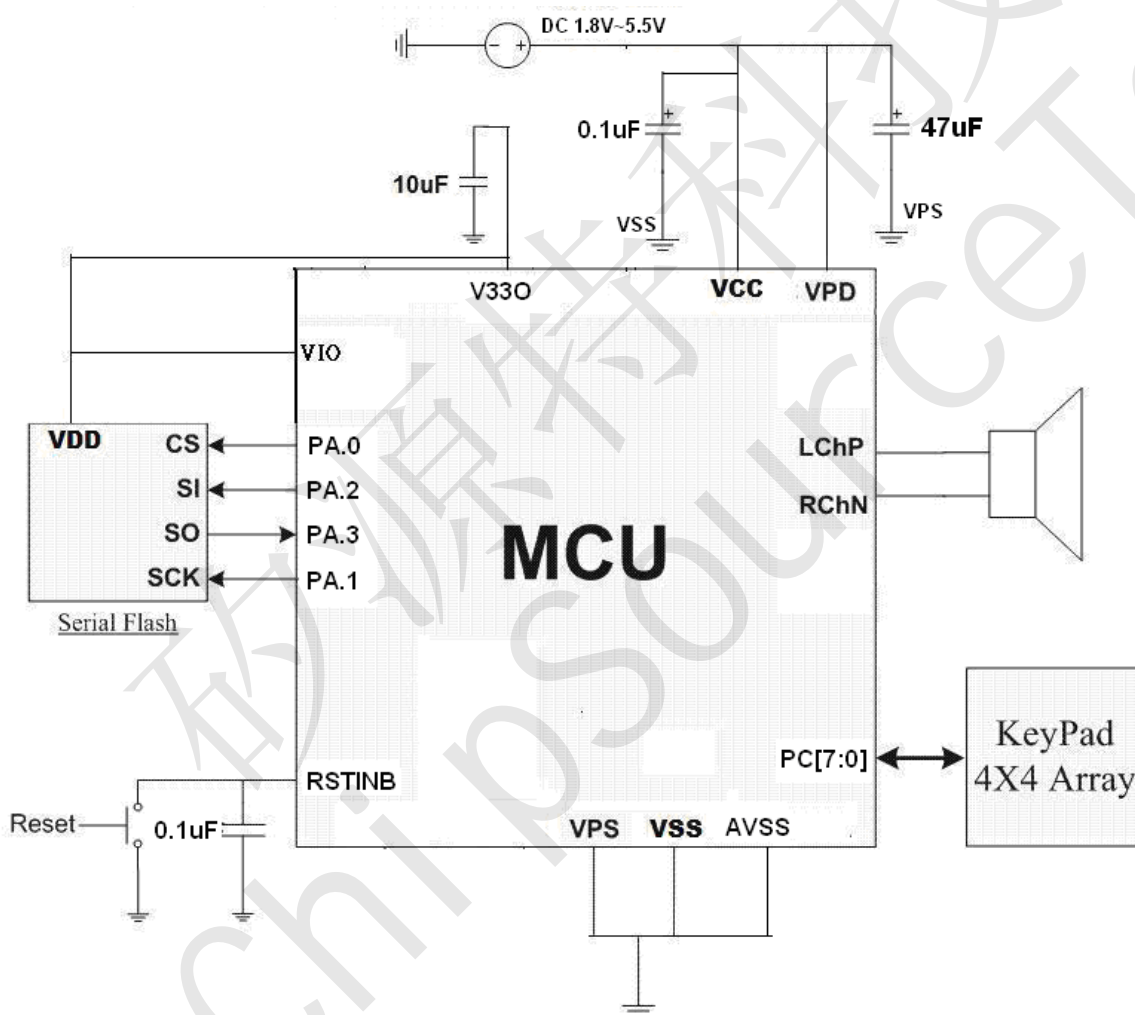 DC 1.8V~5.5V
0.1uF
47uF
10uF
VSS
VPS
V33O
VCC
VPD
VIO
VDD
CS
PA.0
LChP
SI
PA.2
RChN
SO
PA.3
MCU
SCK
PA.1
Serial Flash
KeyPad
4X4 Array
PC[7:0]
RSTINB
Reset
0.1uF
VPS
VSS
AVSS
矽源特科技
ChipSourceTe